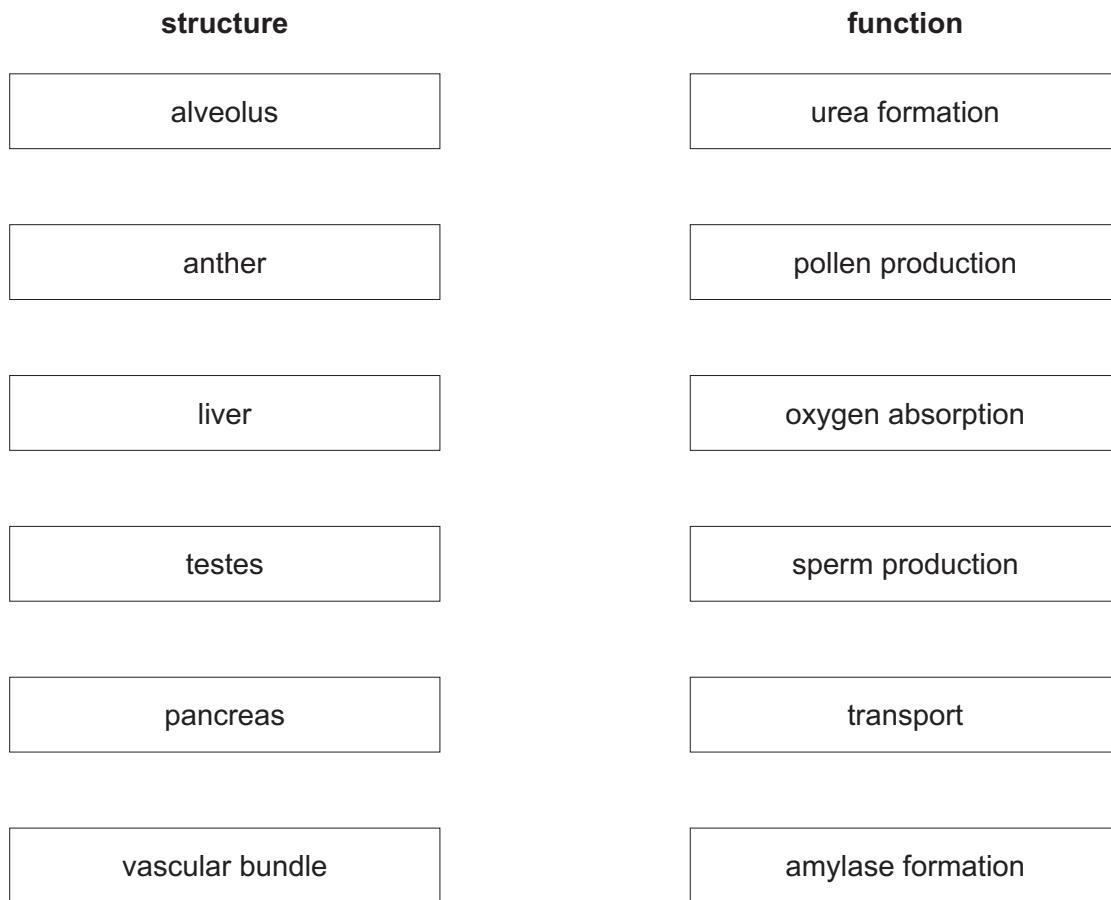 structure function
alveolus urea formation
anther pollen production
liver oxygen absorption
testes sperm production
pancreas transport
vascular bundle amylase formation